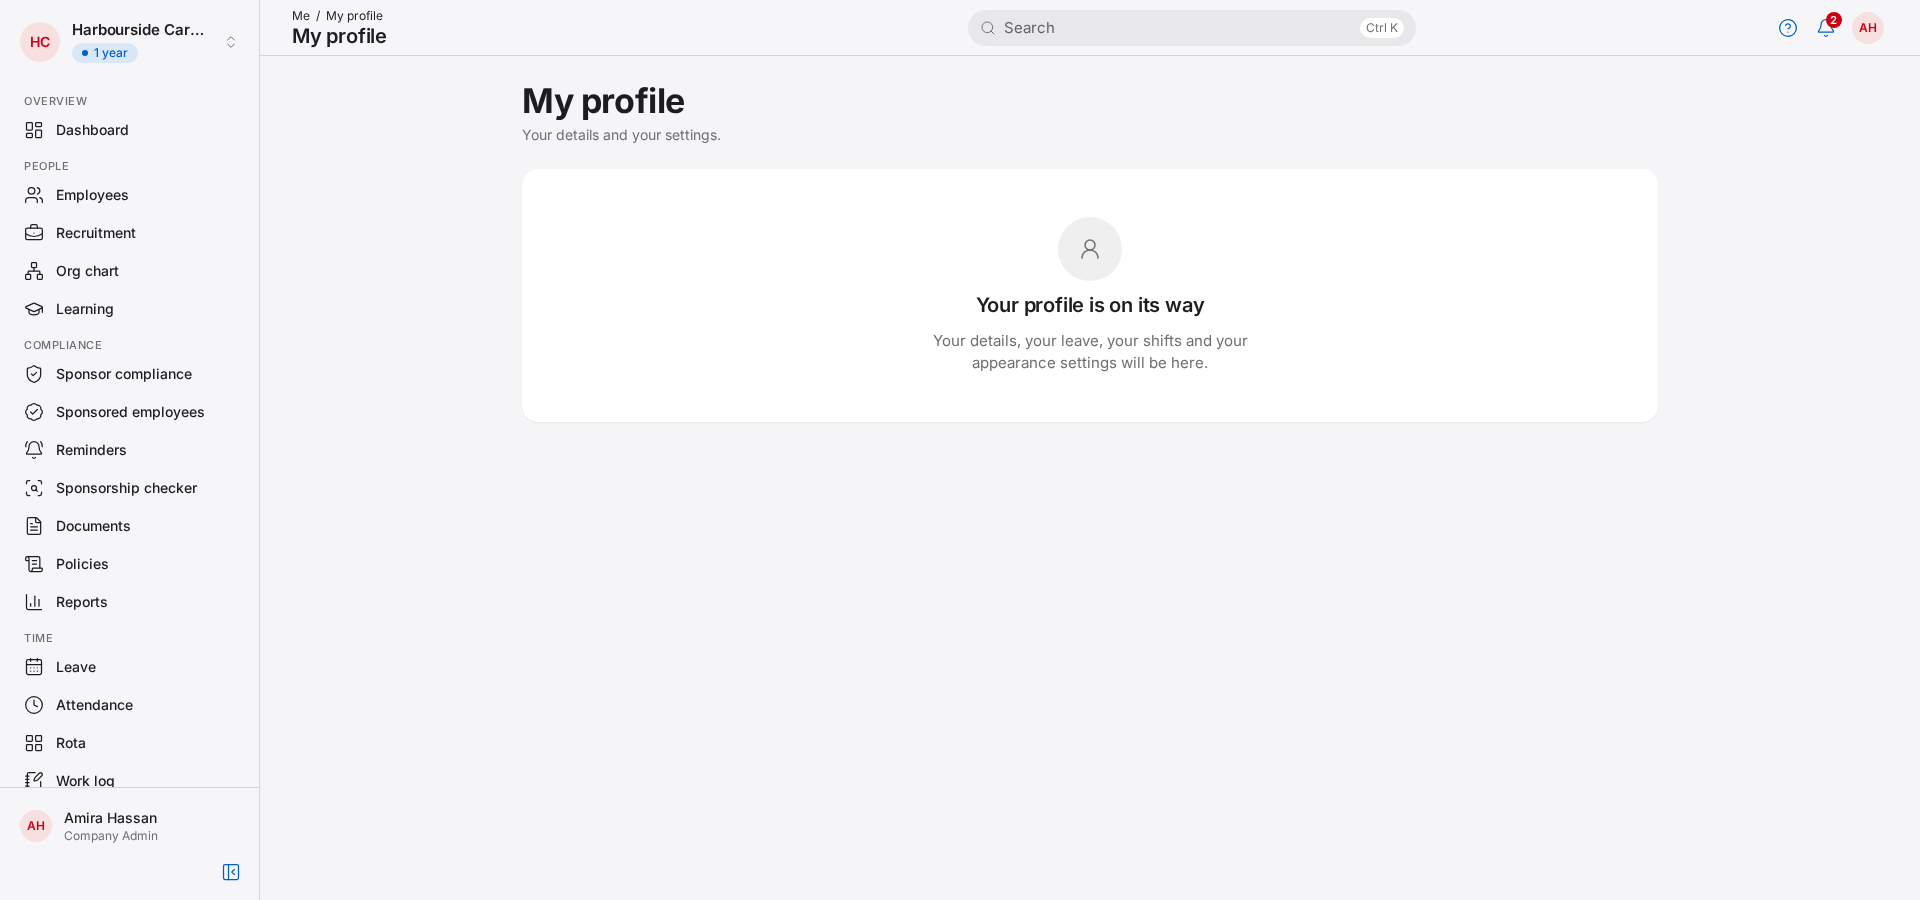 HC
Harbourside Car...
1 year
OVERVIEW
Dashboard
PEOPLE
Employees
Recruitment
Org chart
Learning
COMPLIANCE
Sponsor compliance
Sponsored employees
Reminders
Sponsorship checker
Documents
Policies
Reports
TIME
Leave
Attendance
Rota
Work log
AH
Amira Hassan
Company Admin
Me / My profile
My profile
Search
Ctrl K
2
AH
My profile
Your details and your settings.
Your profile is on its way
Your details, your leave, your shifts and your
appearance settings will be here.